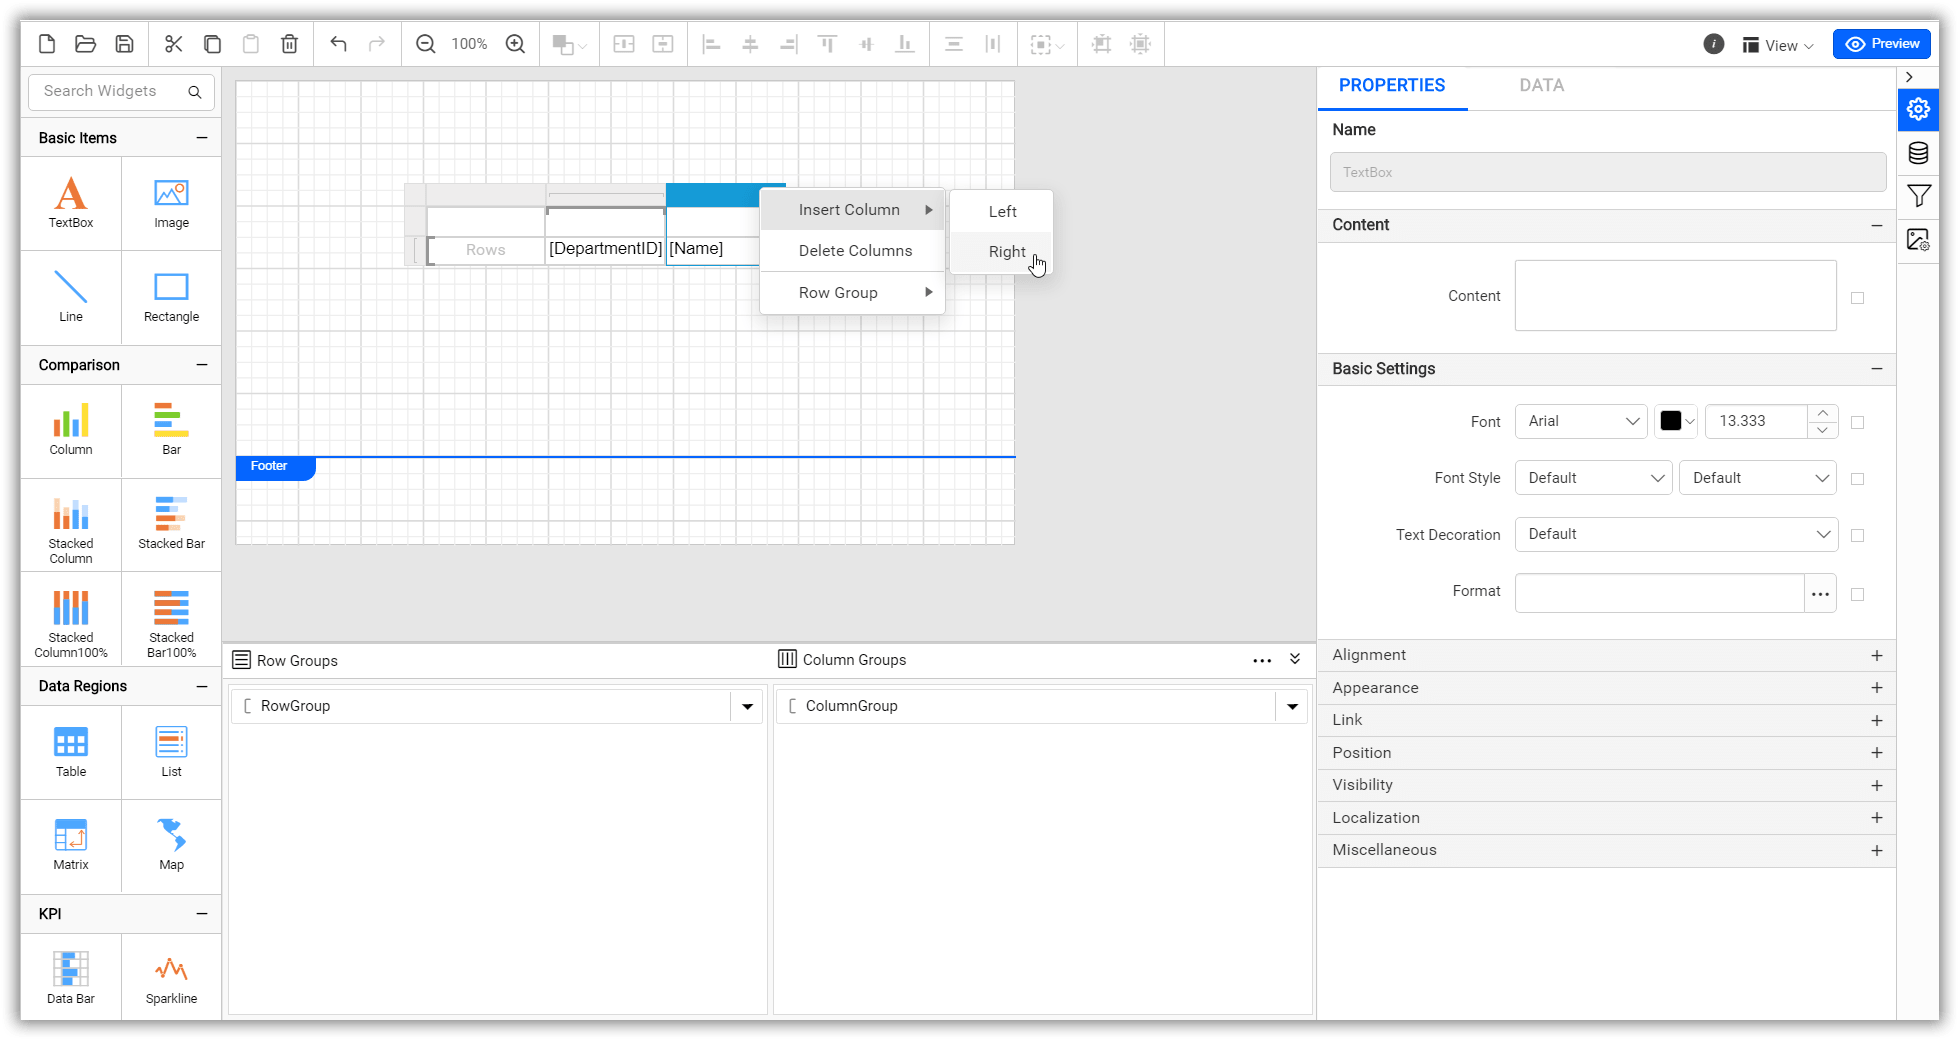 100%
i
View
Preview
Search Widgets
PROPERTIES
DATA
Basic Items
Name
TextBox
TextBox
Image
Insert Column
Left
Content
Rows
[DepartmentID]
[Name]
Delete Columns
Right
Row Group
Content
Line
Rectangle
Comparison
Basic Settings
Font
Arial
13.333
Column
Bar
Footer
Font Style
Default
Default
Text Decoration
Default
Stacked
Column
Stacked Bar
Format
Stacked
Column100%
Stacked
Bar100%
Row Groups
Column Groups
Alignment
Data Regions
Appearance
RowGroup
ColumnGroup
Link
Position
Table
List
Visibility
Localization
Miscellaneous
Matrix
Map
KPI
Data Bar
Sparkline